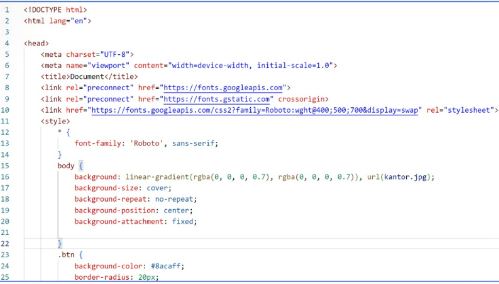 1 <!DOCTYPE html>
2 <html lang="en">
3
4 <head>
5 <meta charset="UTF-8">
6 <meta name="viewport" content="width=device-width, initial-scale=1.0">
7 <title>Document</title>
8 <link rel="preconnect" href="https://fonts.googleapis.com">
9 <link rel="preconnect" href="https://fonts.gstatic.com" crossorigin>
10 <link href="https://fonts.googleapis.com/css2?family=Roboto:wght@400;500;700&display=swap" rel="stylesheet">
11 <style>
12 * {
13 font-family: 'Roboto', sans-serif;
14 }
15 body {
16 background: linear-gradient(rgba(0, 0, 0, 0.7), rgba(0, 0, 0, 0.7)), url(kantor.jpg);
17 background-size: cover;
18 background-repeat: no-repeat;
19 background-position: center;
20 background-attachment: fixed;
21
22 }
23 .btn {
24 background-color: #8acaff;
25 border-radius: 20px;